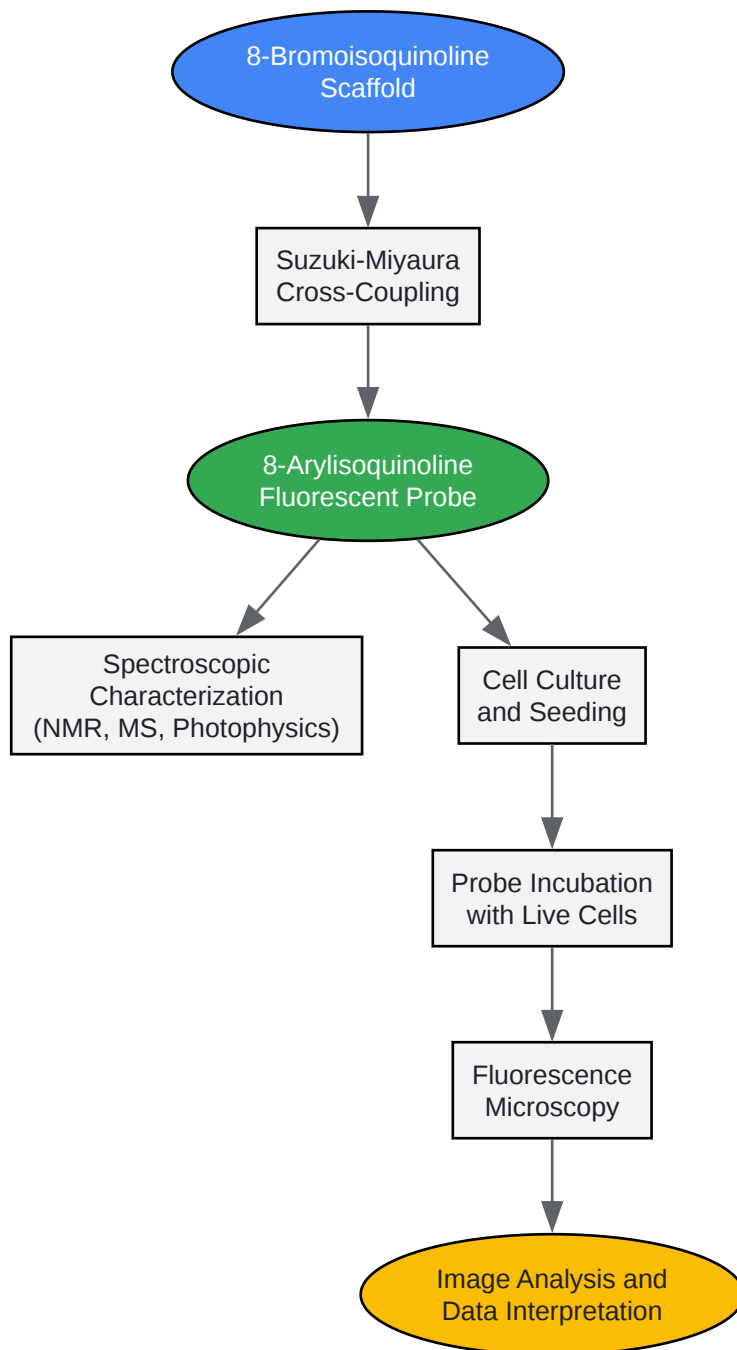 8-Bromoisoquinoline
Scaffold
Suzuki-Miyaura
Cross-Coupling
8-Arylisoquinoline
Fluorescent Probe
Spectroscopic
Characterization
(NMR, MS, Photophysics)
Cell Culture
and Seeding
Probe Incubation
with Live Cells
Fluorescence
Microscopy
Image Analysis and
Data Interpretation